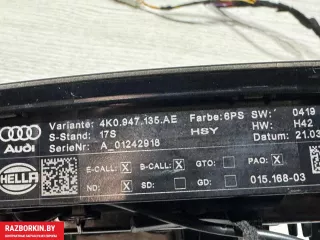 Variante: 4K0.947.135.AE Farbe:6PS SW: 0419
S-Stand: 17S HSY HW: H42
SerieNr: A_01242918 Datum: 21.03
Audi
E-CALL: X B-CALL: X GTO: PAO: X
ND: X SD: GD: 015.168-03
HELLA
RAZBORKIN.BY